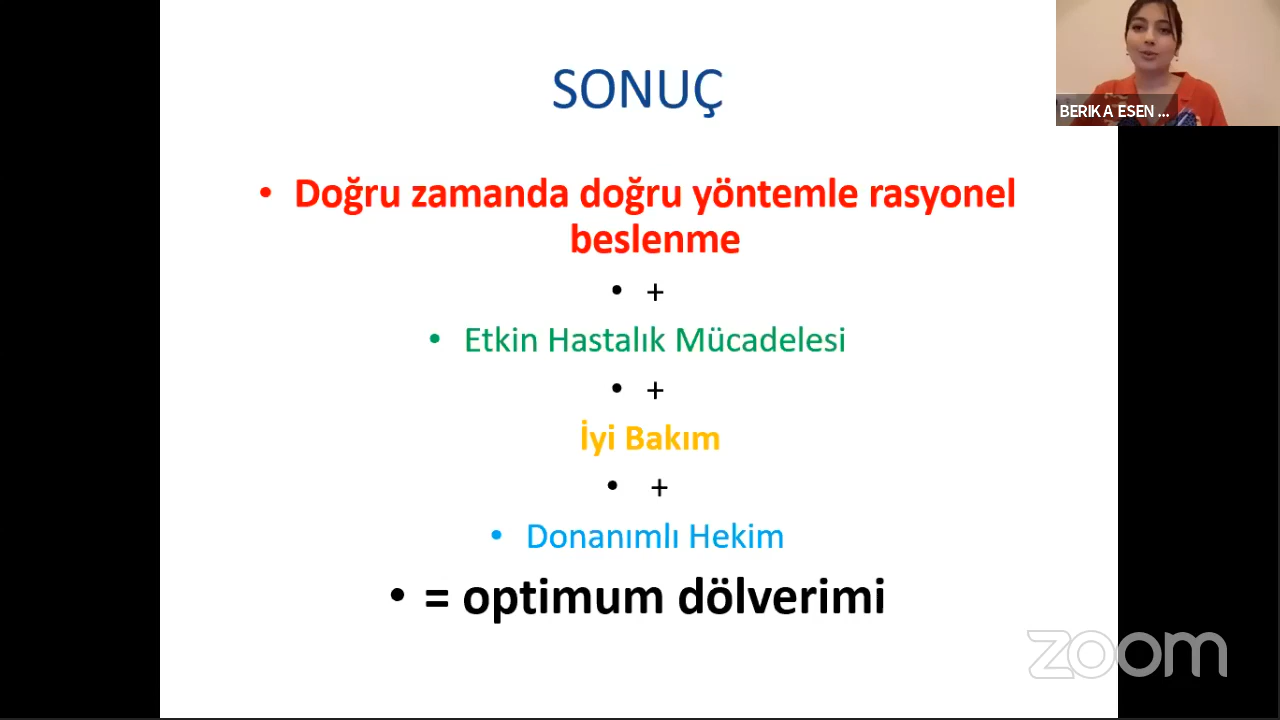 SONUÇ
BERIKA ESEN ...
• Doğru zamanda doğru yöntemle rasyonel
beslenme
• +
• Etkin Hastalık Mücadelesi
• +
İyi Bakım
• +
• Donanımlı Hekim
• = optimum dölverimi
zoom